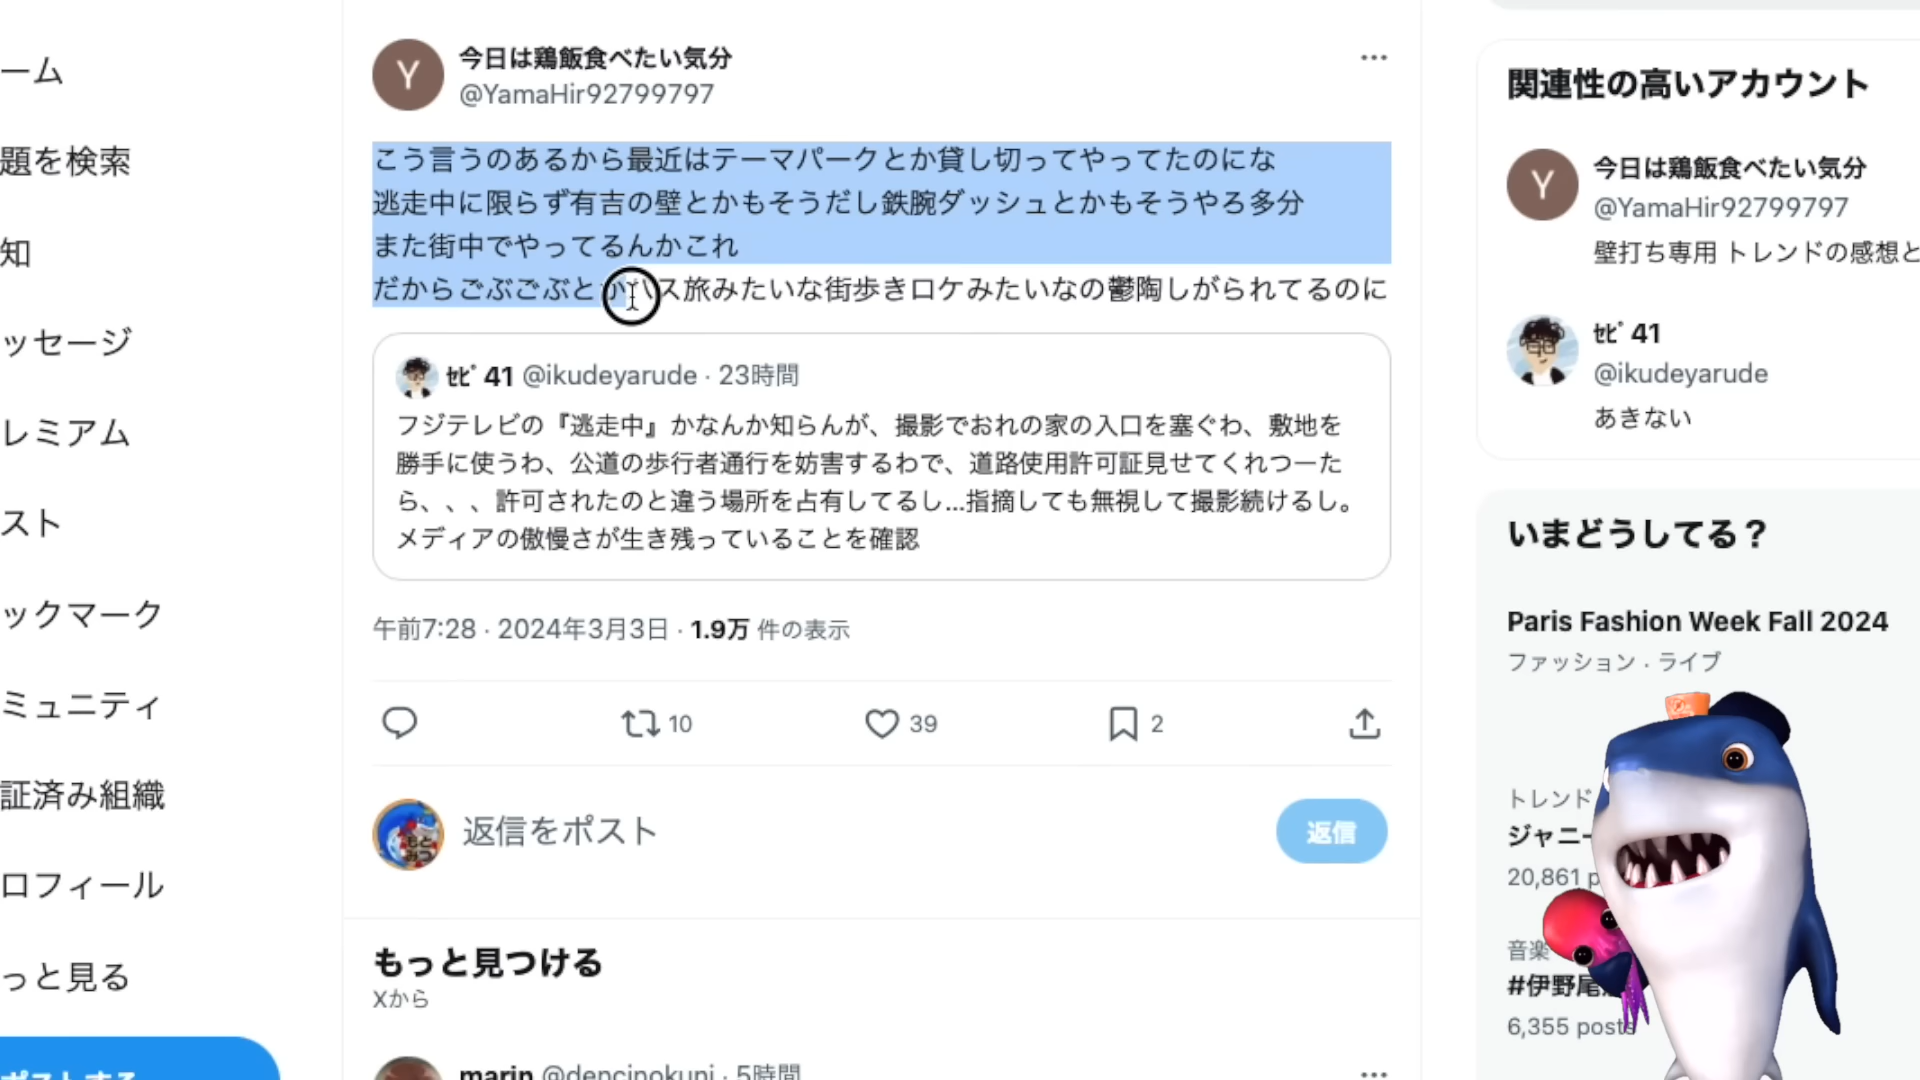 ーム
題を検索
知
ッセージ
レミアム
スト
ックマーク
ミュニティ
証済み組織
ロフィール
っと見る
ポストする
Y
今日は鶏飯食べたい気分
@YamaHir92799797
こう言うのあるから最近はテーマパークとか貸し切ってやってたのにな
逃走中に限らず有吉の壁とかもそうだし鉄腕ダッシュとかもそうやろ多分
また街中でやってるんかこれ
だからごぶごぶとかバス旅みたいな街歩きロケみたいなの鬱陶しがられてるのに
ｾﾋﾟ 41 @ikudeyarude · 23時間
フジテレビの『逃走中』かなんか知らんが、撮影でおれの家の入口を塞ぐわ、敷地を
勝手に使うわ、公道の歩行者通行を妨害するわで、道路使用許可証見せてくれつーた
ら、、、許可されたのと違う場所を占有してるし...指摘しても無視して撮影続けるし。
メディアの傲慢さが生き残っていることを確認
午前7:28 · 2024年3月3日 · 1.9万 件の表示
10
39
2
返信をポスト
返信
もっと見つける
Xから
marin @dencinokuni · 5時間
関連性の高いアカウント
Y
今日は鶏飯食べたい気分
@YamaHir92799797
壁打ち専用 トレンドの感想と
ｾﾋﾟ 41
@ikudeyarude
あきない
いまどうしてる？
Paris Fashion Week Fall 2024
ファッション · ライブ
トレンド
ジャニー
20,861 p
音楽
#伊野尾
6,355 posts